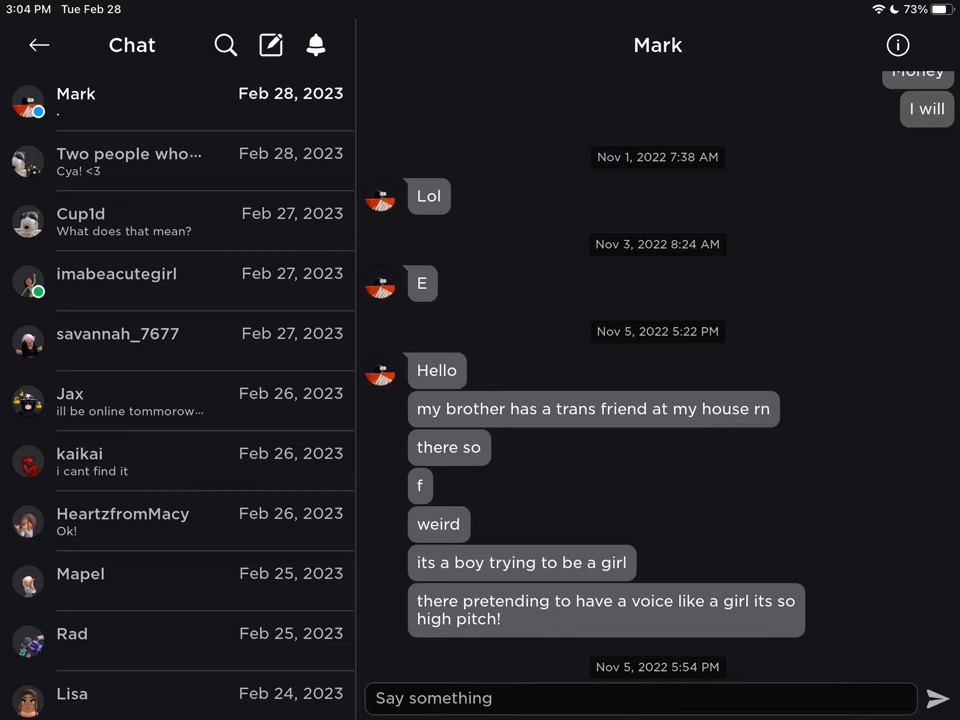 3:04 PM Tue Feb 28
73%
Chat
Mark Feb 28, 2023
.
Two people who... Feb 28, 2023
Cya! <3
Cup1d Feb 27, 2023
What does that mean?
imabeacutegirl Feb 27, 2023
savannah_7677 Feb 27, 2023
Jax Feb 26, 2023
ill be online tommorow...
kaikai Feb 26, 2023
i cant find it
HeartzfromMacy Feb 26, 2023
Ok!
Mapel Feb 25, 2023
Rad Feb 25, 2023
Lisa Feb 24, 2023
Mark
Money
I will
Nov 1, 2022 7:38 AM
Lol
Nov 3, 2022 8:24 AM
E
Nov 5, 2022 5:22 PM
Hello
my brother has a trans friend at my house rn
there so
f
weird
its a boy trying to be a girl
there pretending to have a voice like a girl its so
high pitch!
Nov 5, 2022 5:54 PM
Say something